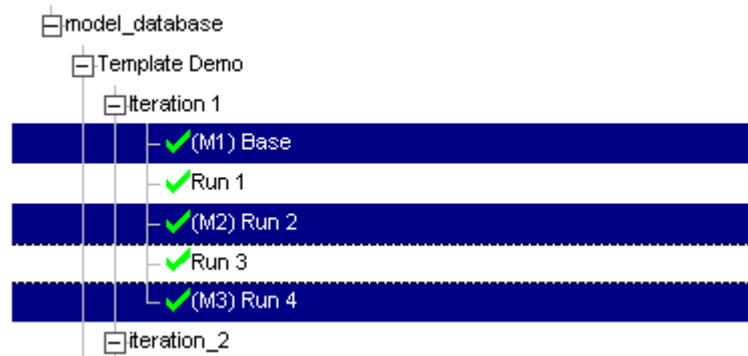 model_database
Template Demo
Iteration 1
(M1) Base
Run 1
(M2) Run 2
Run 3
(M3) Run 4
iteration_2